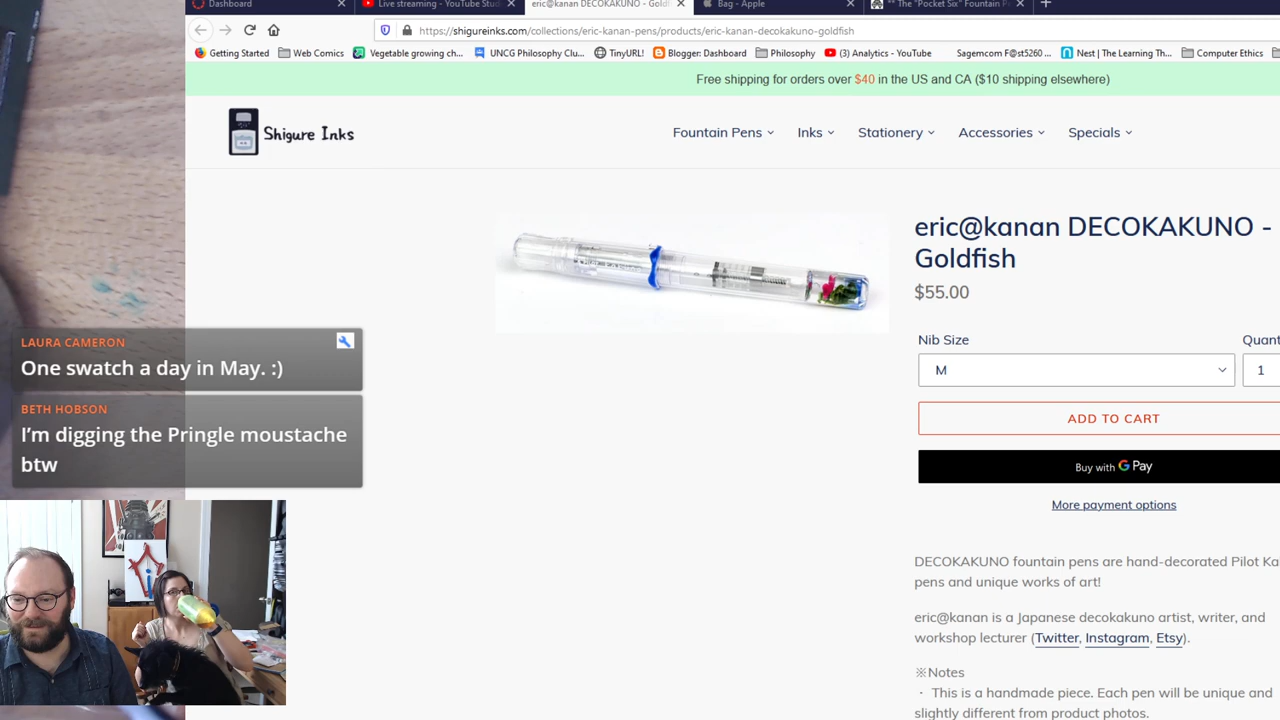 Dashboard
Live streaming - YouTube Stud
eric@kanan DECOKAKUNO - Goldf
Bag - Apple
The "Pocket Six" Fountain P
https://shigureinks.com/collections/eric-kanan-pens/products/eric-kanan-decokakuno-goldfish
Getting Started Web Comics Vegetable growing ch... UNCG Philosophy Clu... TinyURL! Blogger: Dashboard Philosophy (3) Analytics - YouTube Sagemcom F@st5260 ... Nest | The Learning Th... Computer Ethics
Free shipping for orders over $40 in the US and CA ($10 shipping elsewhere)
Shigure Inks
Fountain Pens Inks Stationery Accessories Specials
eric@kanan DECOKAKUNO -
Goldfish
$55.00
Nib Size
Quant
M
1
ADD TO CART
Buy with G Pay
More payment options
DECOKAKUNO fountain pens are hand-decorated Pilot Ka
pens and unique works of art!
eric@kanan is a Japanese decokakuno artist, writer, and
workshop lecturer (Twitter, Instagram, Etsy).
※Notes
・ This is a handmade piece. Each pen will be unique and
slightly different from product photos.
LAURA CAMERON
One swatch a day in May. :)
BETH HOBSON
I'm digging the Pringle moustache
btw